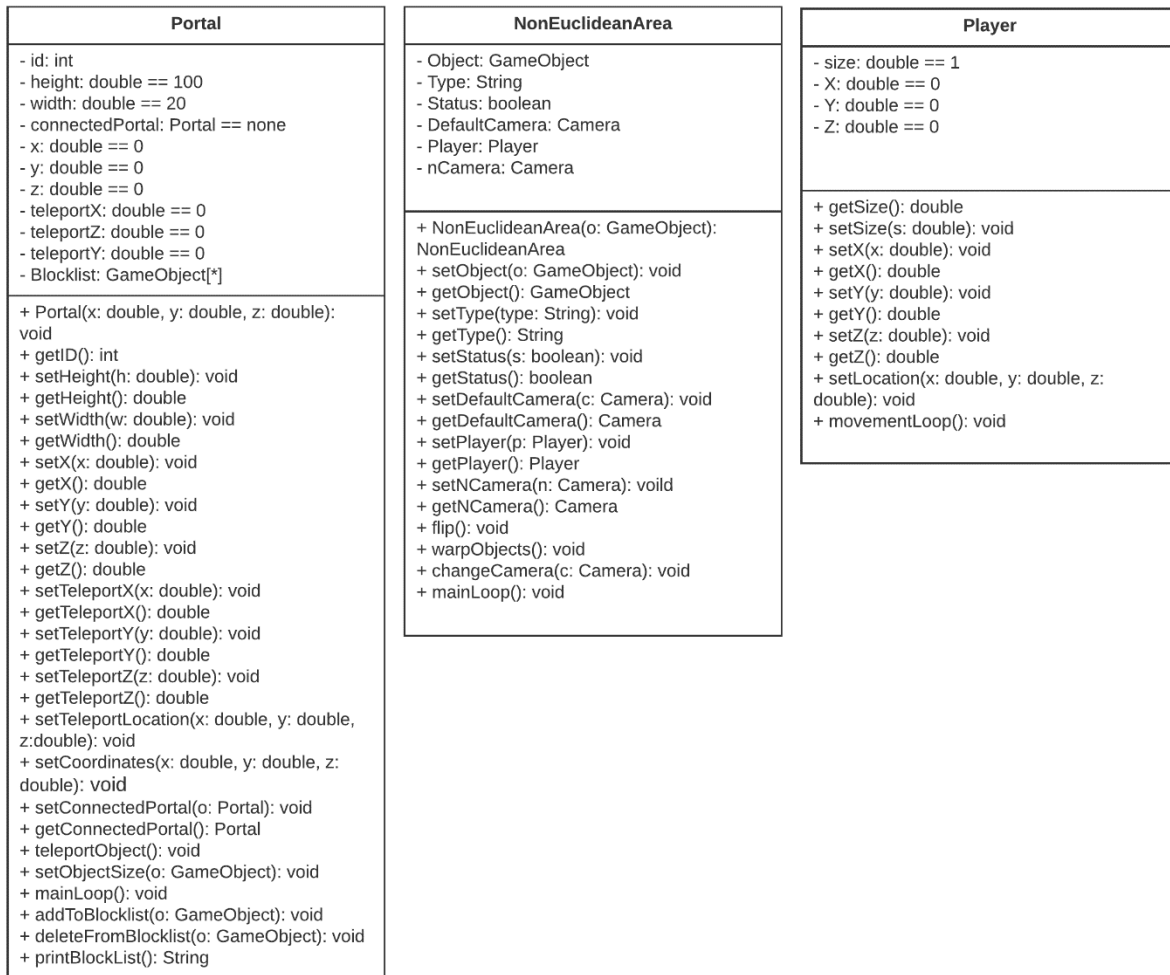 Portal
- id: int
- height: double == 100
- width: double == 20
- connectedPortal: Portal == none
- x: double == 0
- y: double == 0
- z: double == 0
- teleportX: double == 0
- teleportZ: double == 0
- teleportY: double == 0
- Blocklist: GameObject[*]
+ Portal(x: double, y: double, z: double):
void
+ getID(): int
+ setHeight(h: double): void
+ getHeight(): double
+ setWidth(w: double): void
+ getWidth(): double
+ setX(x: double): void
+ getX(): double
+ setY(y: double): void
+ getY(): double
+ setZ(z: double): void
+ getZ(): double
+ setTeleportX(x: double): void
+ getTeleportX(): double
+ setTeleportY(y: double): void
+ getTeleportY(): double
+ setTeleportZ(z: double): void
+ getTeleportZ(): double
+ setTeleportLocation(x: double, y: double,
z:double): void
+ setCoordinates(x: double, y: double, z:
double): void
+ setConnectedPortal(o: Portal): void
+ getConnectedPortal(): Portal
+ teleportObject(): void
+ setObjectSize(o: GameObject): void
+ mainLoop(): void
+ addToBlocklist(o: GameObject): void
+ deleteFromBlocklist(o: GameObject): void
+ printBlockList(): String
NonEuclideanArea
- Object: GameObject
- Type: String
- Status: boolean
- DefaultCamera: Camera
- Player: Player
- nCamera: Camera
+ NonEuclideanArea(o: GameObject):
NonEuclideanArea
+ setObject(o: GameObject): void
+ getObject(): GameObject
+ setType(type: String): void
+ getType(): String
+ setStatus(s: boolean): void
+ getStatus(): boolean
+ setDefaultCamera(c: Camera): void
+ getDefaultCamera(): Camera
+ setPlayer(p: Player): void
+ getPlayer(): Player
+ setNCamera(n: Camera): voild
+ getNCamera(): Camera
+ flip(): void
+ warpObjects(): void
+ changeCamera(c: Camera): void
+ mainLoop(): void
Player
- size: double == 1
- X: double == 0
- Y: double == 0
- Z: double == 0
+ getSize(): double
+ setSize(s: double): void
+ setX(x: double): void
+ getX(): double
+ setY(y: double): void
+ getY(): double
+ setZ(z: double): void
+ getZ(): double
+ setLocation(x: double, y: double, z:
double): void
+ movementLoop(): void